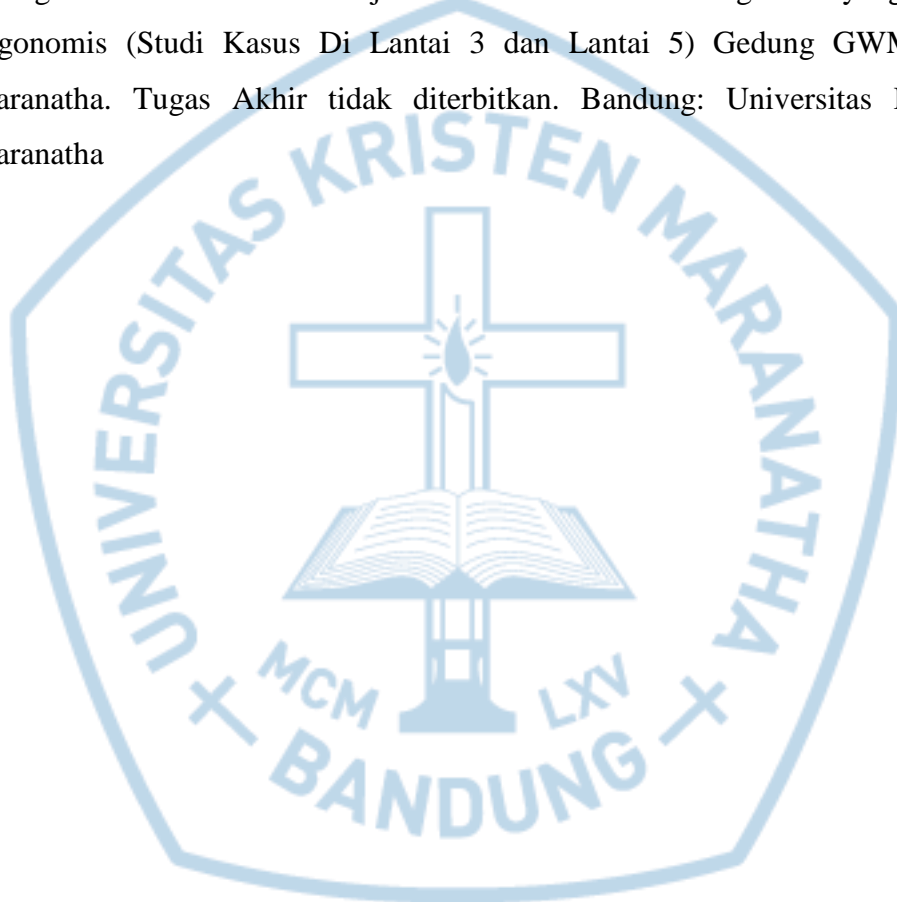 gonomis (Studi Kasus Di Lantai 3 dan Lantai 5) Gedung GWM
aranatha. Tugas Akhir tidak diterbitkan. Bandung: Universitas
aranatha
UNIVERSITAS KRISTEN MARANATHA
MCM LXV
BANDUNG